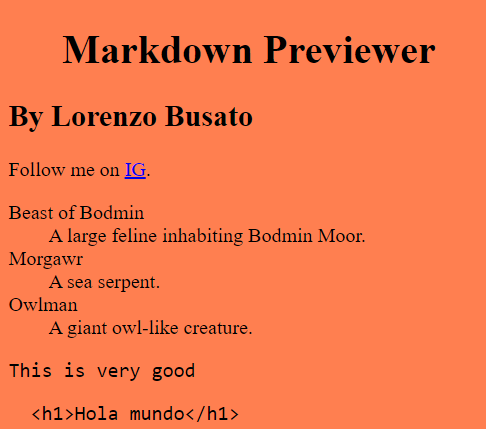 Markdown Previewer
By Lorenzo Busato
Follow me on IG.
Beast of Bodmin
A large feline inhabiting Bodmin Moor.
Morgawr
A sea serpent.
Owlman
A giant owl-like creature.
This is very good
<h1>Hola mundo</h1>